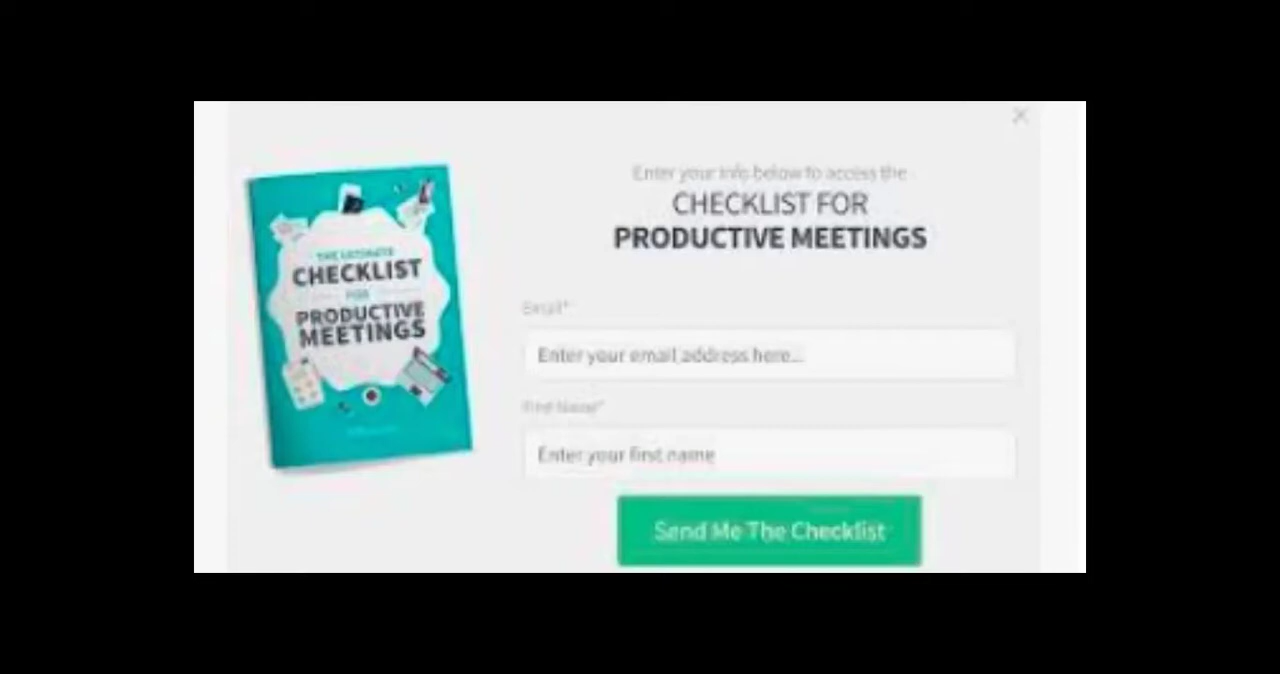 THE ULTIMATE
CHECKLIST
FOR
PRODUCTIVE
MEETINGS
Enter your info below to access the
CHECKLIST FOR
PRODUCTIVE MEETINGS
Email*
Enter your email address here...
First Name*
Enter your first name
Send Me The Checklist